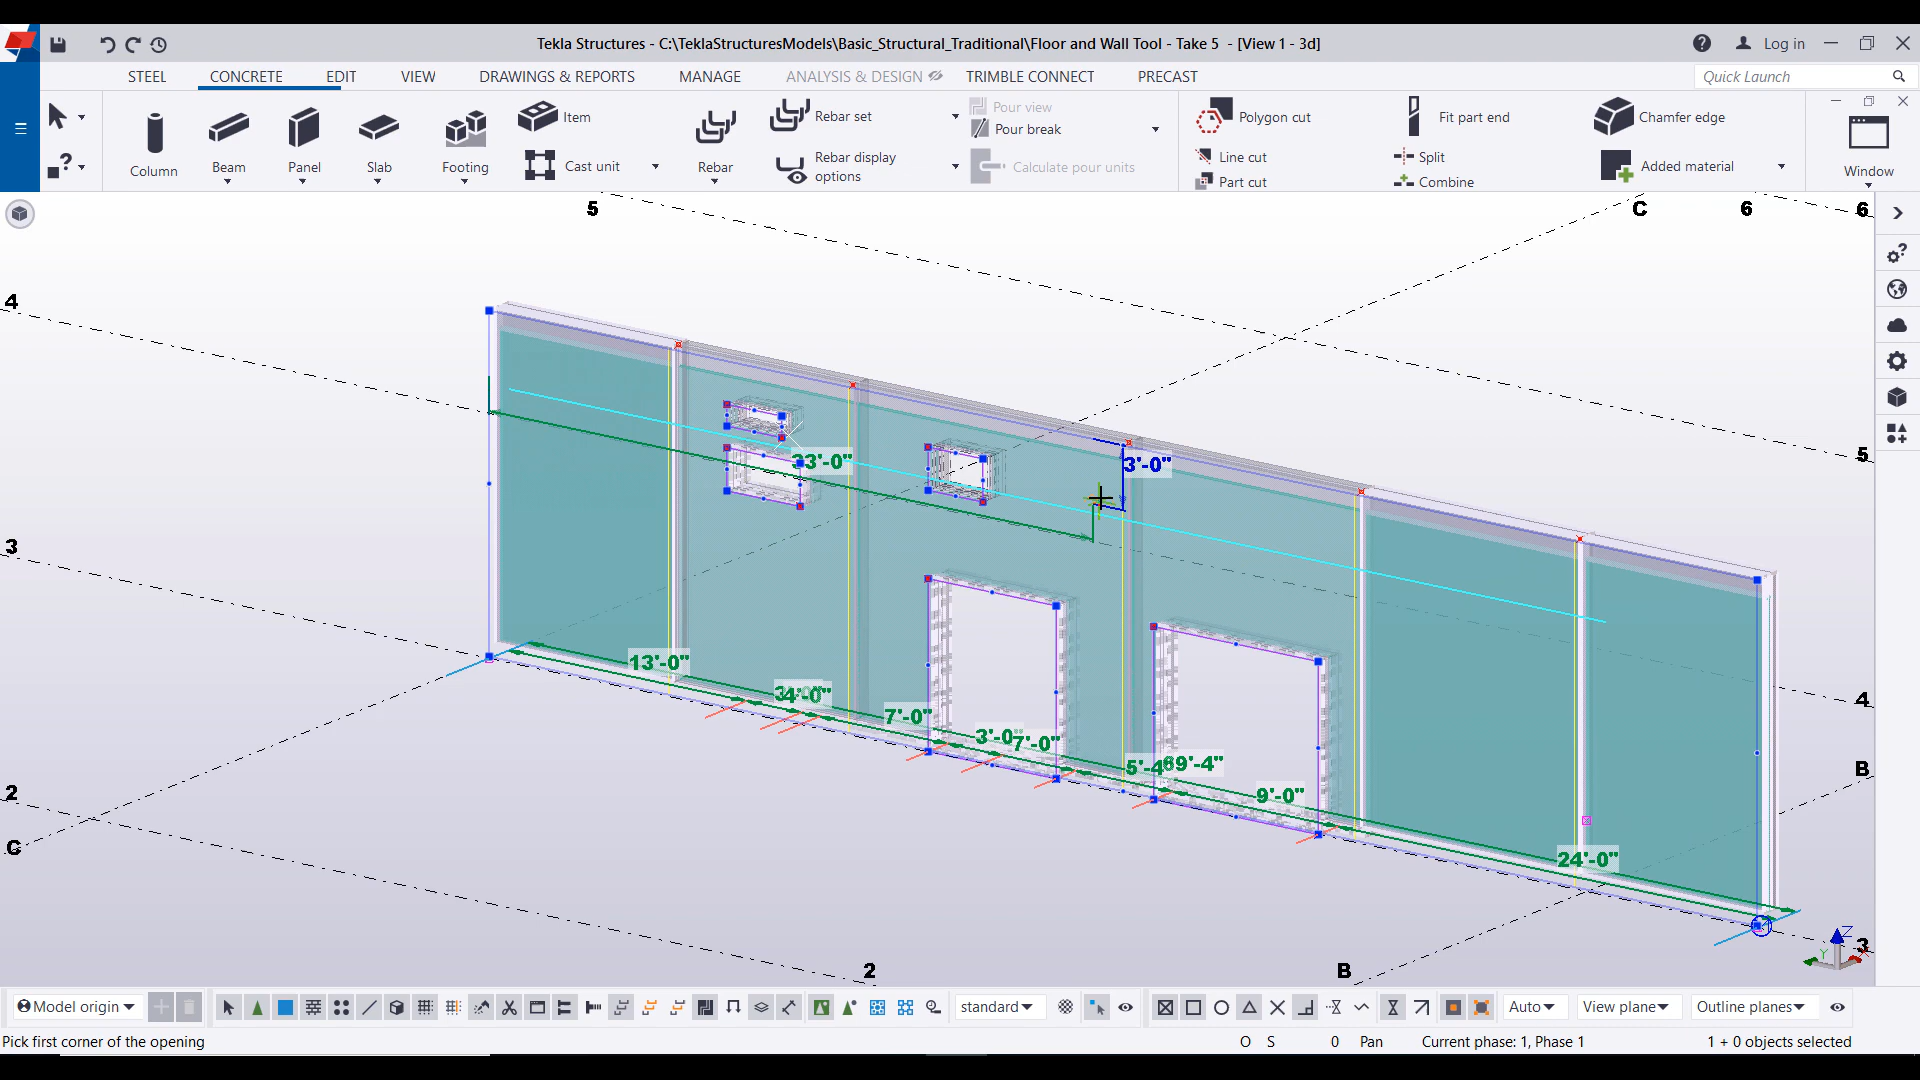 Tekla Structures - C:\TeklaStructuresModels\Basic_Structural_Traditional\Floor and Wall Tool - Take 5 - [View 1 - 3d]
Log in
STEEL CONCRETE EDIT VIEW DRAWINGS & REPORTS MANAGE ANALYSIS & DESIGN TRIMBLE CONNECT PRECAST
Quick Launch
Column
Beam
Panel
Slab
Footing
Item
Cast unit
Rebar
Rebar set
Rebar display
options
Pour view
Pour break
Calculate pour units
Polygon cut
Line cut
Part cut
Fit part end
Split
Combine
Chamfer edge
Added material
Window
5 C 6 6
4
33'-0"
3'-0"
5
3
13'-0"
4'-0"
7'-0"
7'-0"
9'-0"
24'-0"
4
B
2
C
2 B 3
Z
Y
X
Model origin
standard
Auto
View plane
Outline planes
Pick first corner of the opening
O S 0 Pan Current phase: 1, Phase 1 1 + 0 objects selected